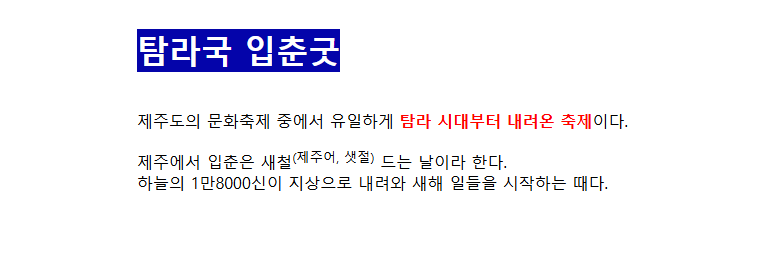 탐라국 입춘굿
제주도의 문화축제 중에서 유일하게 탐라 시대부터 내려온 축제이다.
제주에서 입춘은 새철(제주어, 샛절) 드는 날이라 한다.
하늘의 1만8000신이 지상으로 내려와 새해 일들을 시작하는 때다.